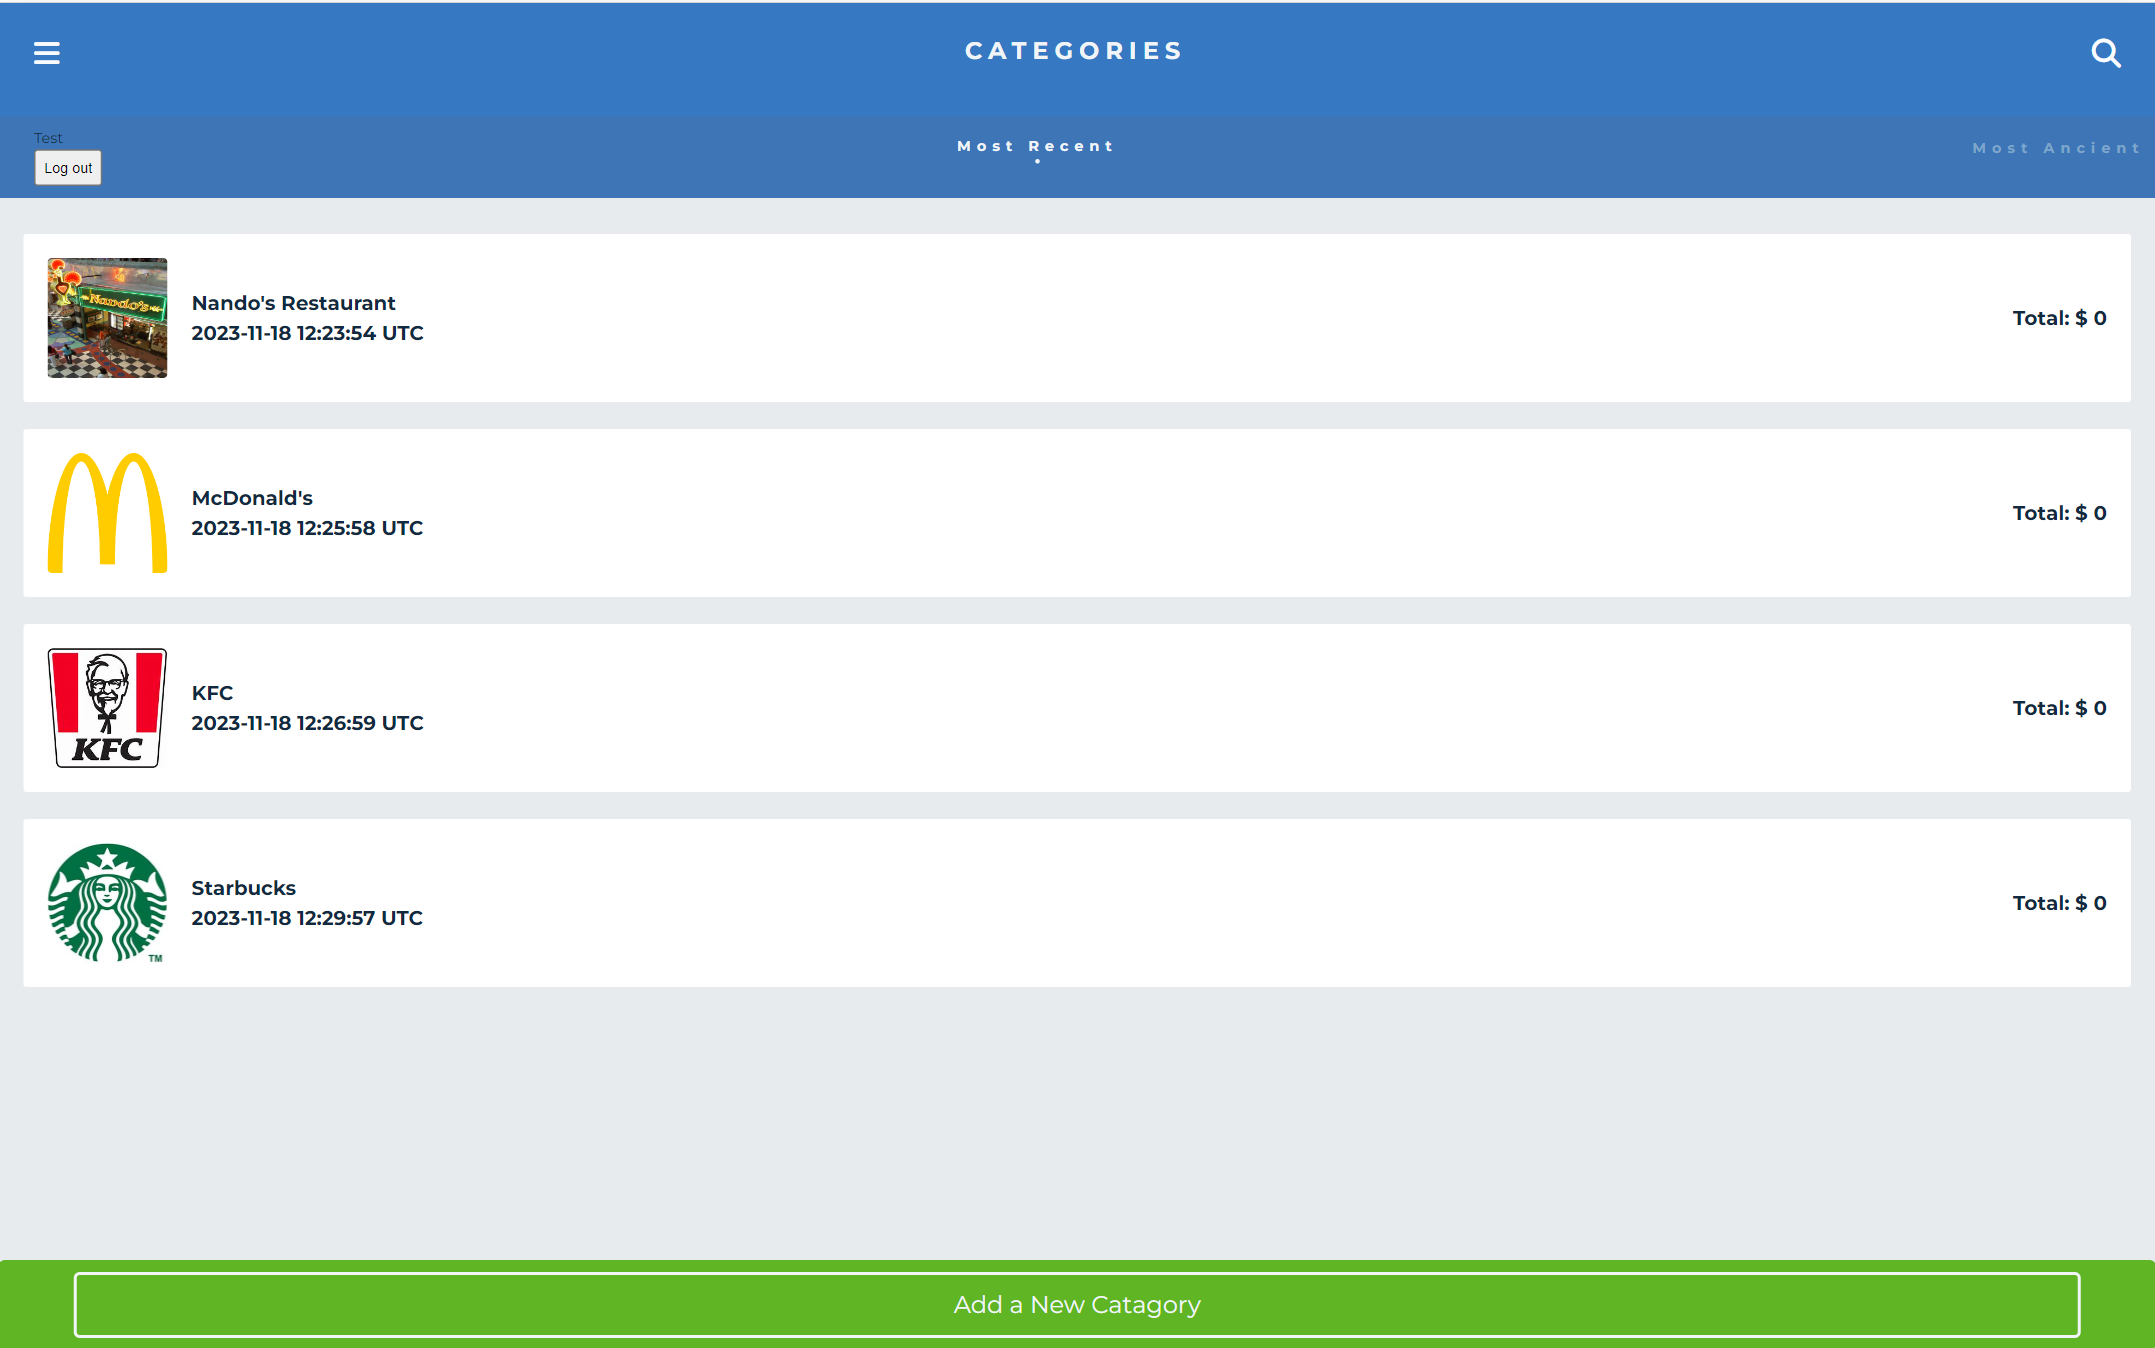 CATEGORIES
Test
Log out
Most Recent
Most Ancient
Nando's
Nando's Restaurant
2023-11-18 12:23:54 UTC
Total: $ 0
McDonald's
2023-11-18 12:25:58 UTC
Total: $ 0
KFC
KFC
2023-11-18 12:26:59 UTC
Total: $ 0
TM
Starbucks
2023-11-18 12:29:57 UTC
Total: $ 0
Add a New Catagory